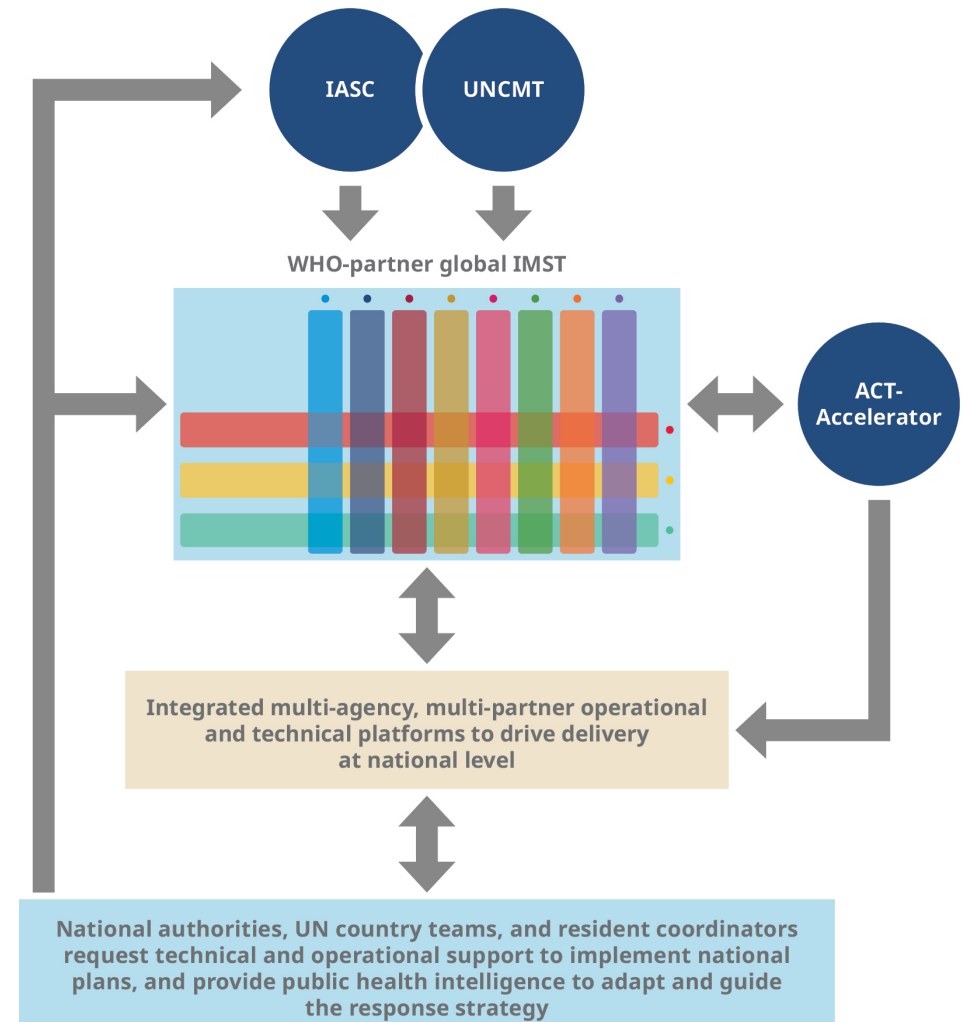 IASC
UNCMT
WHO-partner global IMST
ACT-
Accelerator
Integrated multi-agency, multi-partner operational
and technical platforms to drive delivery
at national level
National authorities, UN country teams, and resident coordinators
request technical and operational support to implement national
plans, and provide public health intelligence to adapt and guide
the response strategy